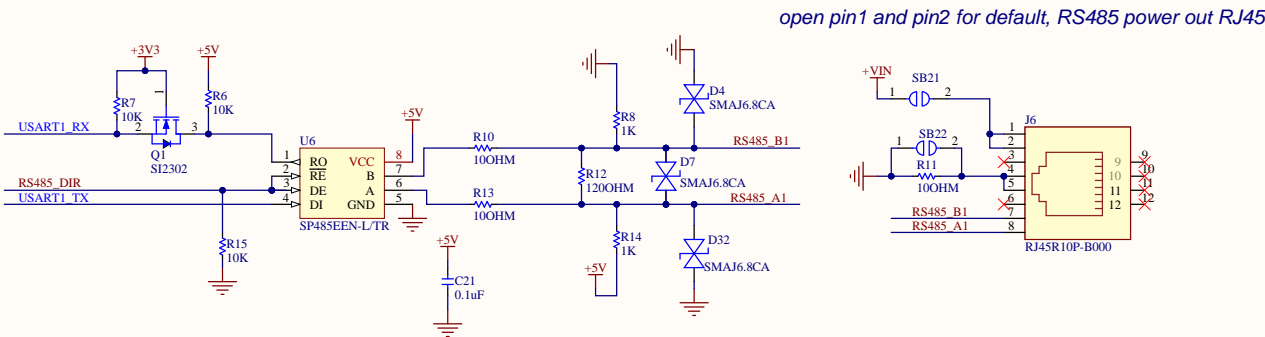 open pin1 and pin2 for default, RS485 power out RJ45
+3V3
+5V
R7
10K
1
R6
10K
USART1_RX
2
3
Q1
SI2302
U6
1
RO
VCC
8
2
RE
B
7
RS485_DIR
3
DE
A
6
USART1_TX
4
DI
GND
5
SP485EEN-L/TR
R15
10K
+5V
+5V
C21
0.1uF
R10
10OHM
R13
10OHM
R12
120OHM
R8
1K
D4
SMAJ6.8CA
RS485_B1
D7
SMAJ6.8CA
RS485_A1
R14
1K
+5V
D32
SMAJ6.8CA
+VIN
SB21
1
2
SB22
1
2
R11
10OHM
RS485_B1
RS485_A1
J6
1
2
3
4
5
6
7
8
9
10
11
12
9
10
11
12
RJ45R10P-B000